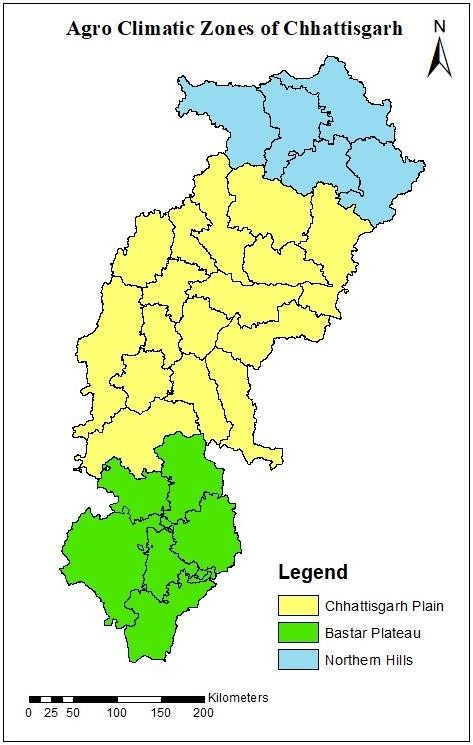 Agro Climatic Zones of Chhattisgarh
N
Legend
Chhattisgarh Plain
Bastar Plateau
Northern Hills
Kilometers
0 25 50 100 150 200